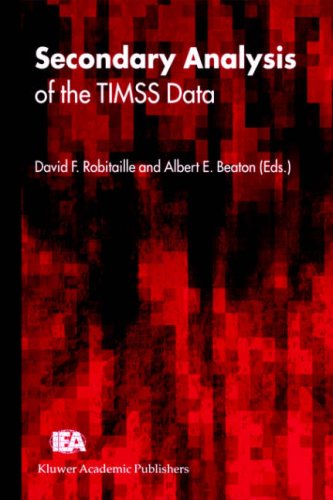 Secondary Analysis
of the TIMSS Data
David F. Robitaille and Albert E. Beaton (Eds.)
IEA
Kluwer Academic Publishers